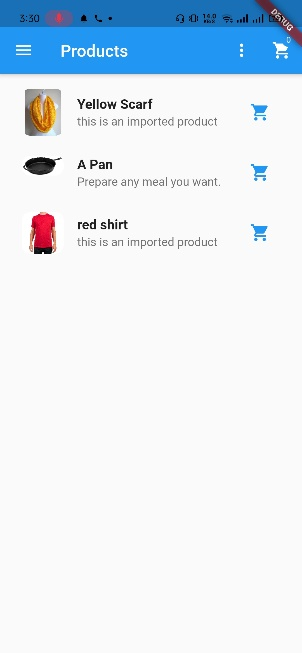 3:30
DEBUG
Products
0
Yellow Scarf
this is an imported product
A Pan
Prepare any meal you want.
red shirt
this is an imported product